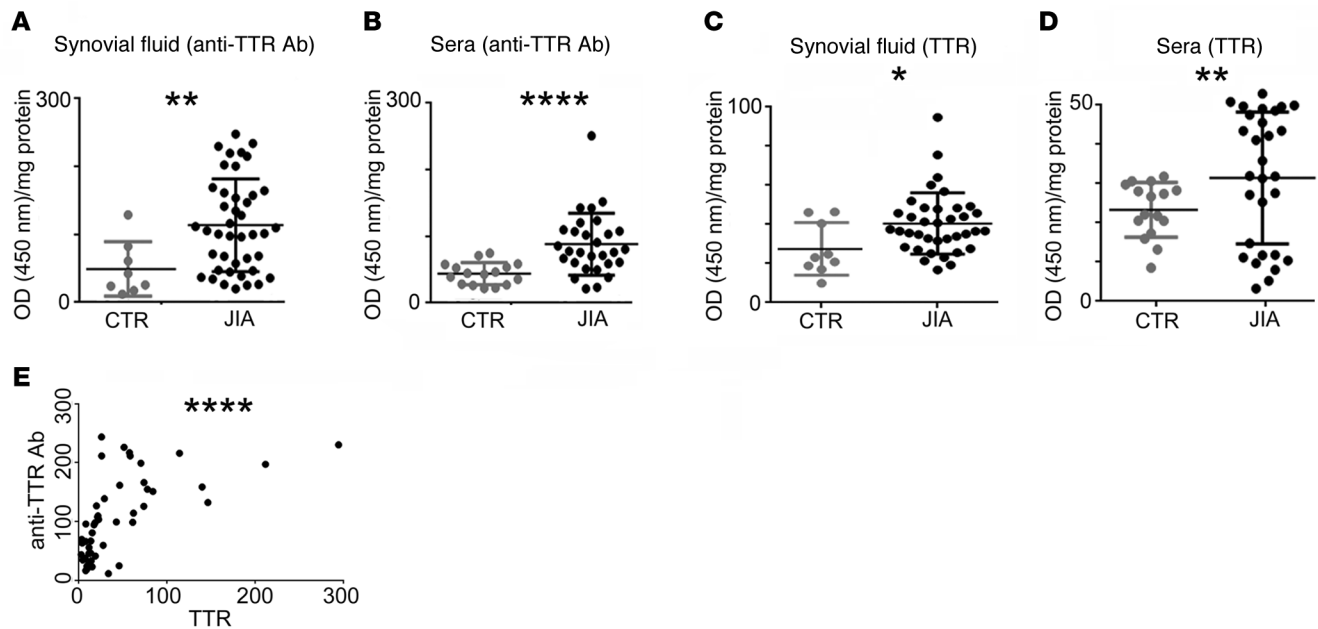 A
Synovial fluid (anti-TTR Ab)
OD (450 nm)/mg protein
300
0
**
CTR
JIA
B
Sera (anti-TTR Ab)
OD (450 nm)/mg protein
300
0
****
CTR
JIA
C
Synovial fluid (TTR)
OD (450 nm)/mg protein
100
0
*
CTR
JIA
D
Sera (TTR)
OD (450 nm)/mg protein
50
0
**
CTR
JIA
E
anti-TTR Ab
300
200
100
0
****
0
100
200
300
TTR